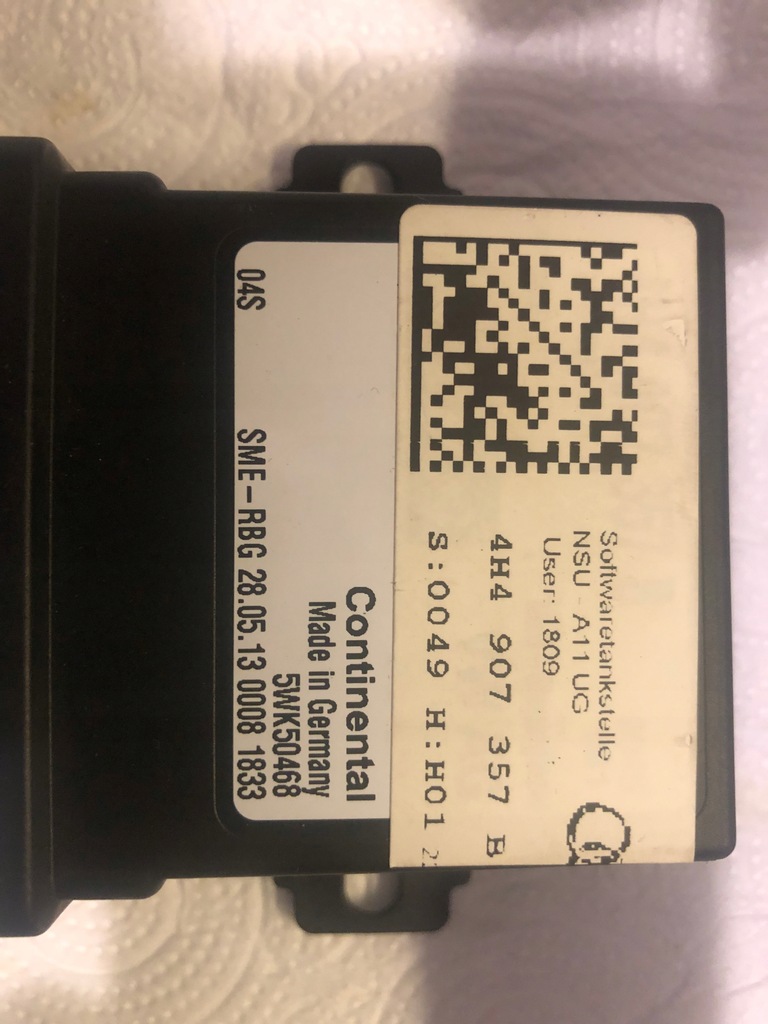 Softwaretankstelle
NSU - A11 UG
User: 1809
4H4 907 357 B
S:0049 H:H01
Continental
Made in Germany
5WK50468
04S SME-RBG 28.05.13 0008 1833